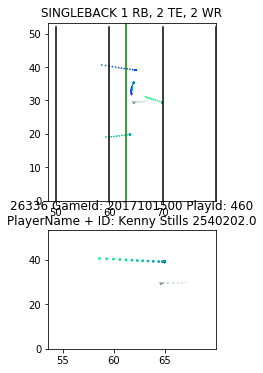 SINGLEBACK 1 RB, 2 TE, 2 WR
50
40
30
20
10
0
50 60 70 80
26336 GameId: 2017101500 PlayId: 460
PlayerName + ID: Kenny Stills 2540202.0
40
20
0
55 60 65